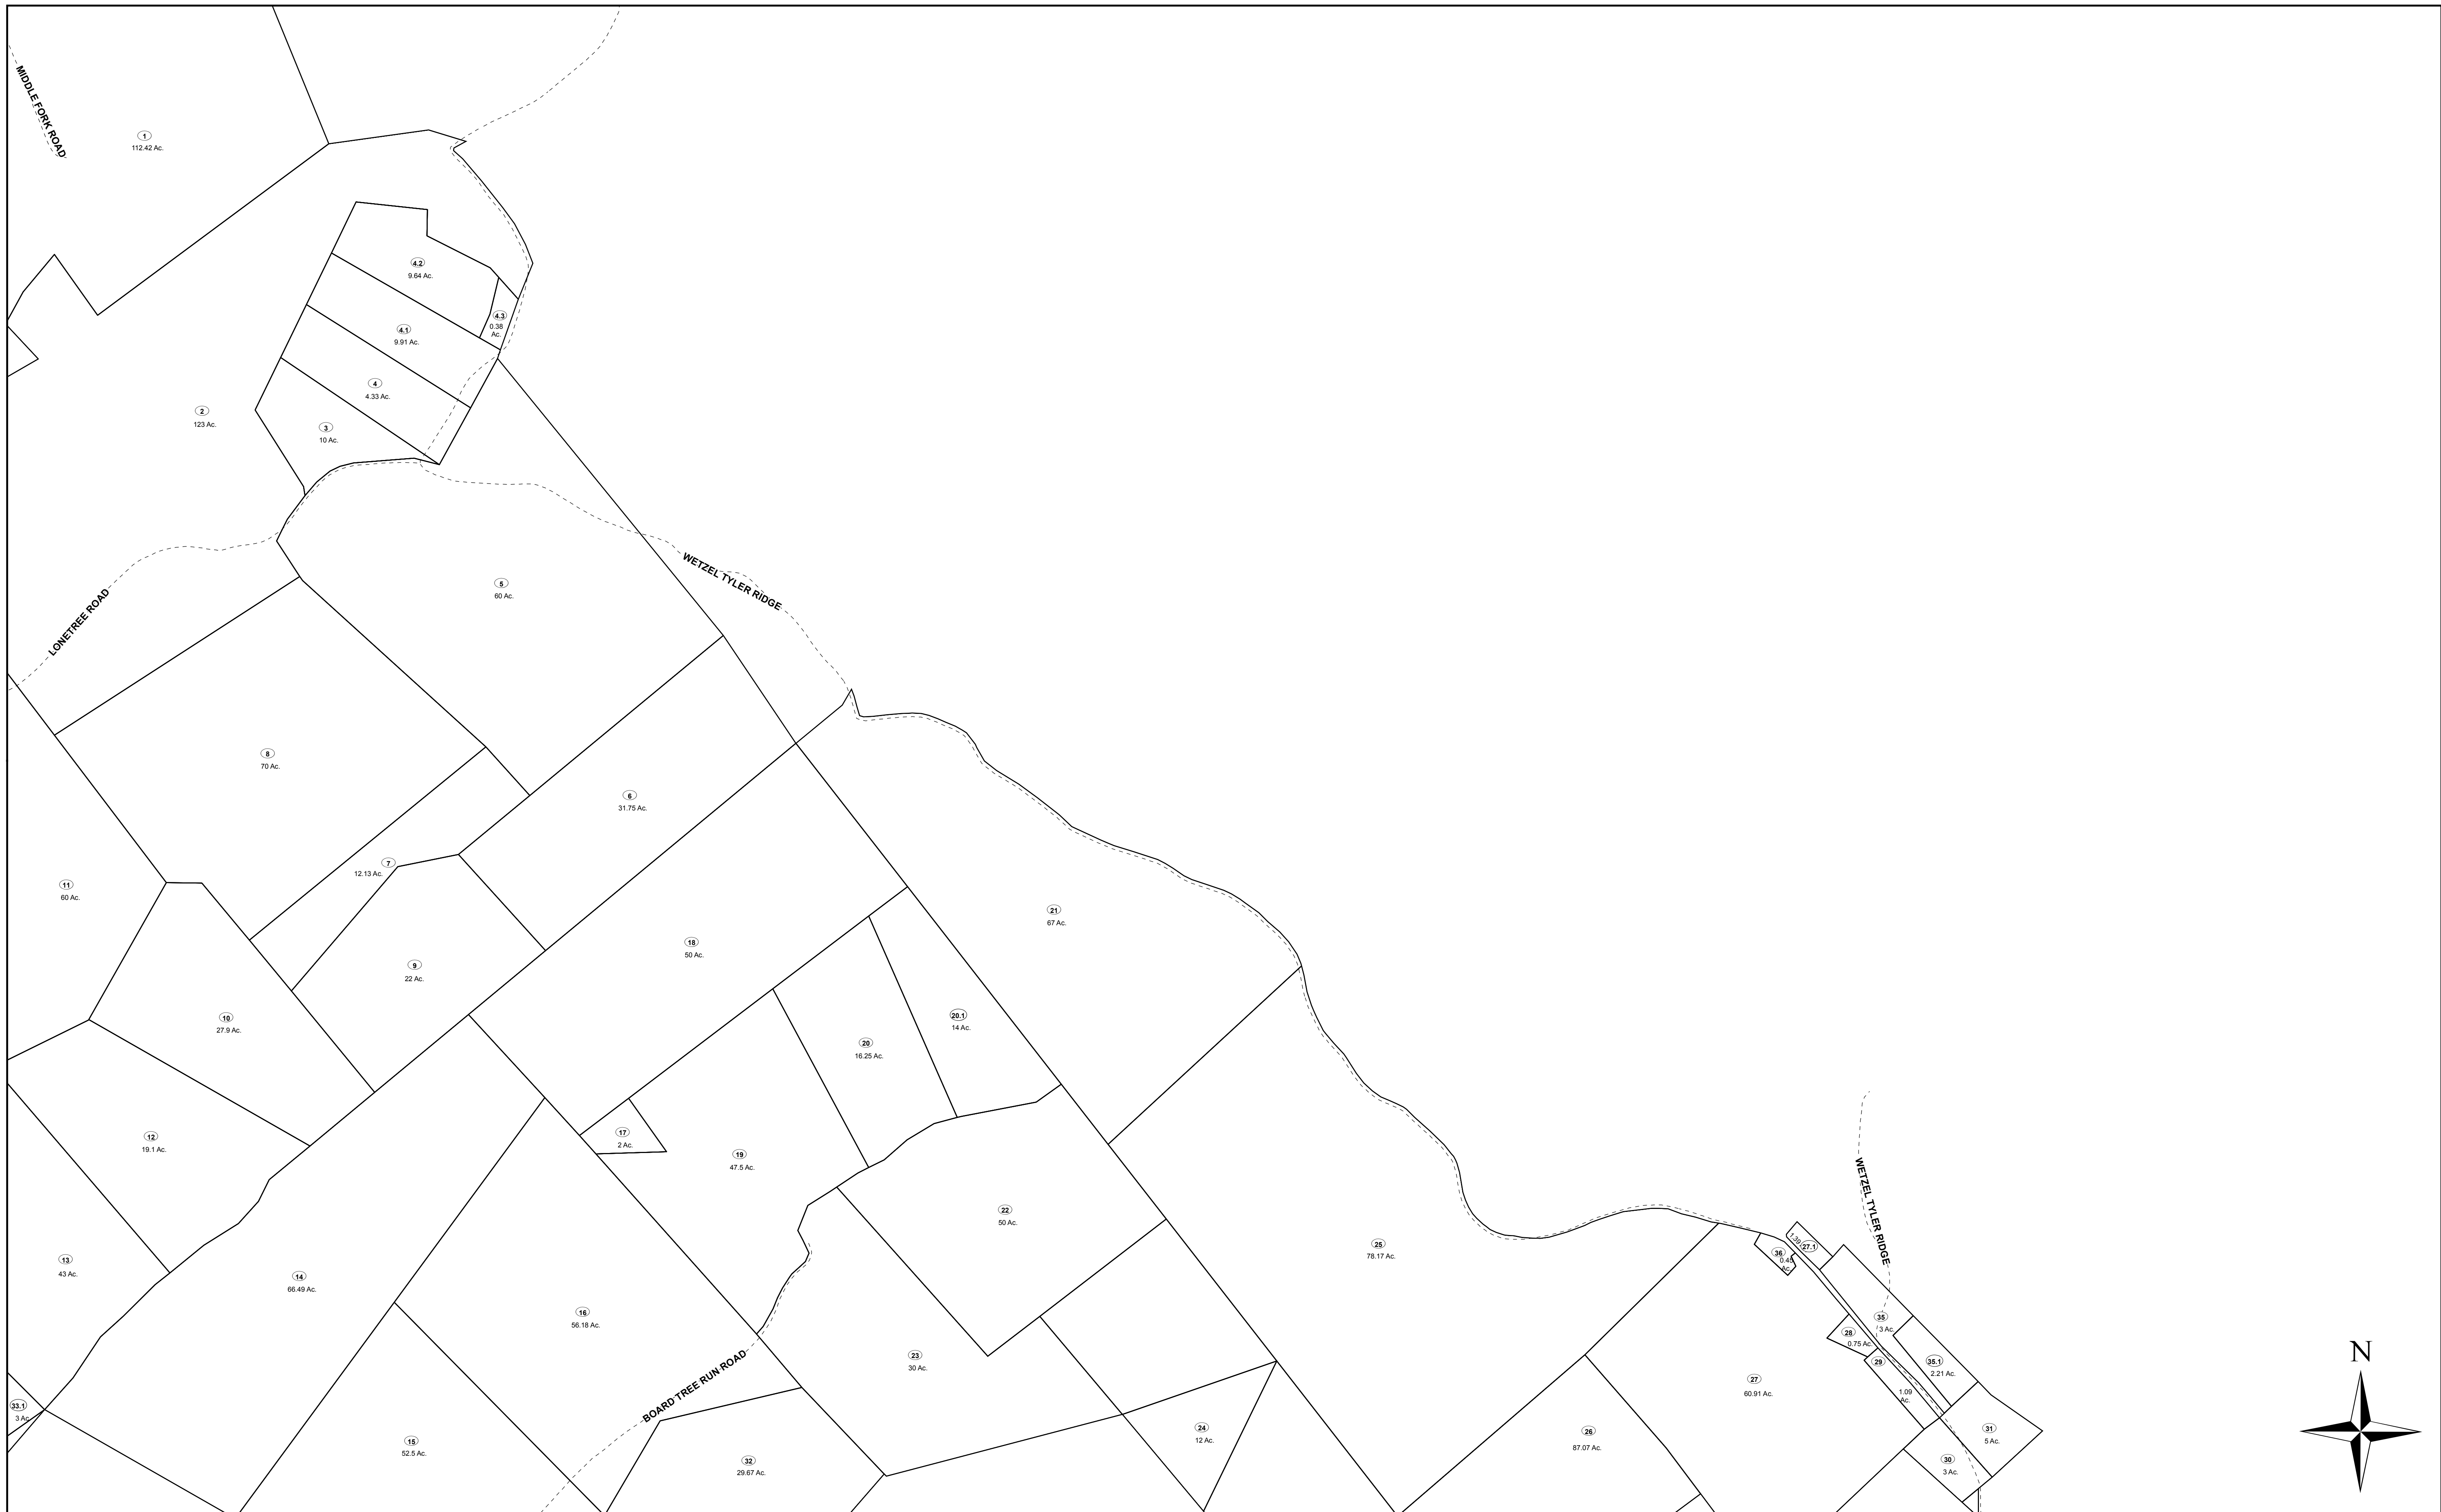 MIDDLE FORK ROAD
1
112.42 Ac.
4.2
9.64 Ac.
4.3
0.38
Ac.
4.1
9.91 Ac.
4
4.33 Ac.
2
123 Ac.
3
10 Ac.
WETZEL TYLER RIDGE
5
60 Ac.
LONETREE ROAD
8
70 Ac.
6
31.75 Ac.
7
12.13 Ac.
11
60 Ac.
21
67 Ac.
18
50 Ac.
9
22 Ac.
10
27.9 Ac.
20.1
14 Ac.
20
16.25 Ac.
17
2 Ac.
12
19.1 Ac.
19
47.5 Ac.
WETZEL TYLER RIDGE
22
50 Ac.
25
78.17 Ac.
1.39
27.1
36
0.45
Ac.
13
43 Ac.
14
66.49 Ac.
16
56.18 Ac.
35
3 Ac.
28
0.75 Ac.
N
BOARD TREE RUN ROAD
23
30 Ac.
29
1.09
Ac.
35.1
2.21 Ac.
27
60.91 Ac.
33.1
3 Ac.
24
12 Ac.
26
87.07 Ac.
31
5 Ac.
15
52.5 Ac.
32
29.67 Ac.
30
3 Ac.